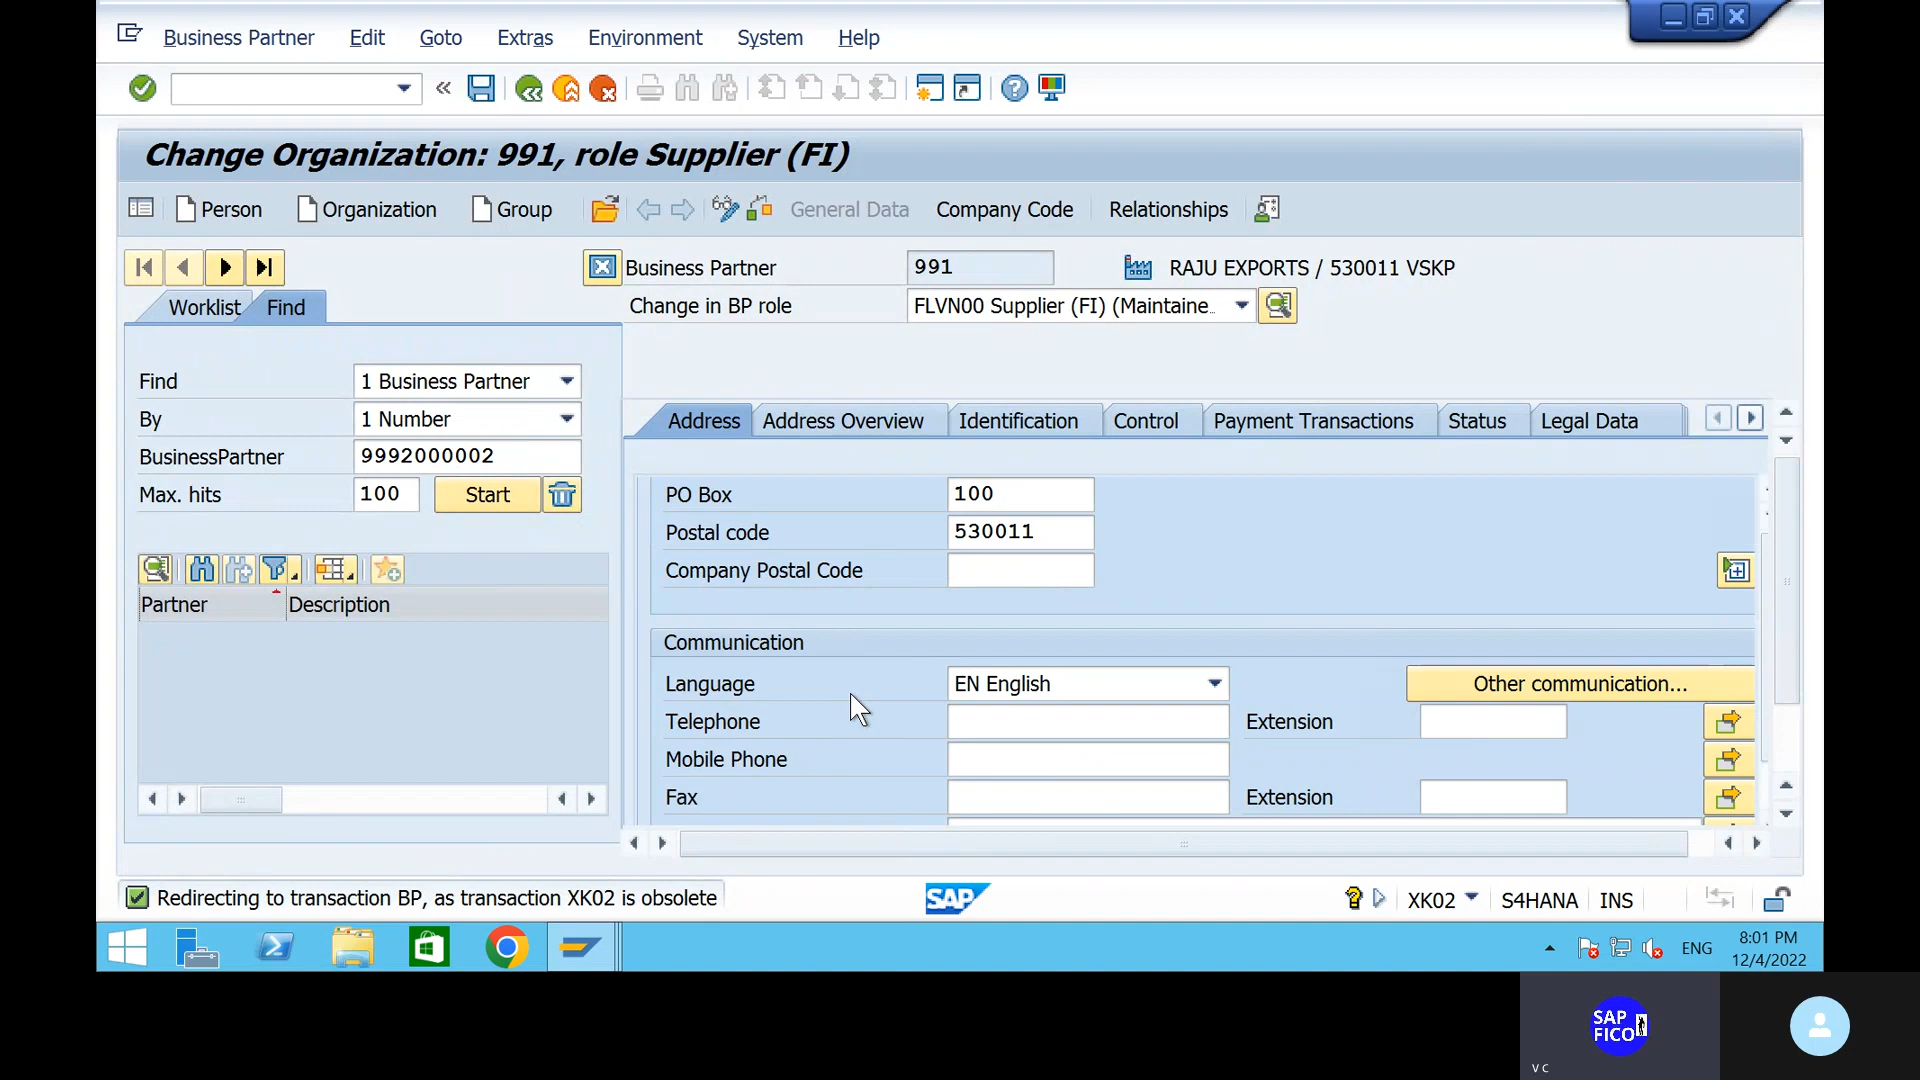 Business Partner Edit Goto Extras Environment System Help
Change Organization: 991, role Supplier (FI)
Person Organization Group General Data Company Code Relationships
Business Partner 991 RAJU EXPORTS / 530011 VSKP
Worklist Find
Change in BP role FLVN00 Supplier (FI) (Maintaine..
Find 1 Business Partner
By 1 Number
BusinessPartner 9992000002
Max. hits 100 Start
Partner Description
Address Address Overview Identification Control Payment Transactions Status Legal Data
PO Box 100
Postal code 530011
Company Postal Code
Communication
Language EN English Other communication...
Telephone Extension
Mobile Phone
Fax Extension
Redirecting to transaction BP, as transaction XK02 is obsolete
SAP
XK02 S4HANA INS
ENG
8:01 PM
12/4/2022
SAP
FICO
V C